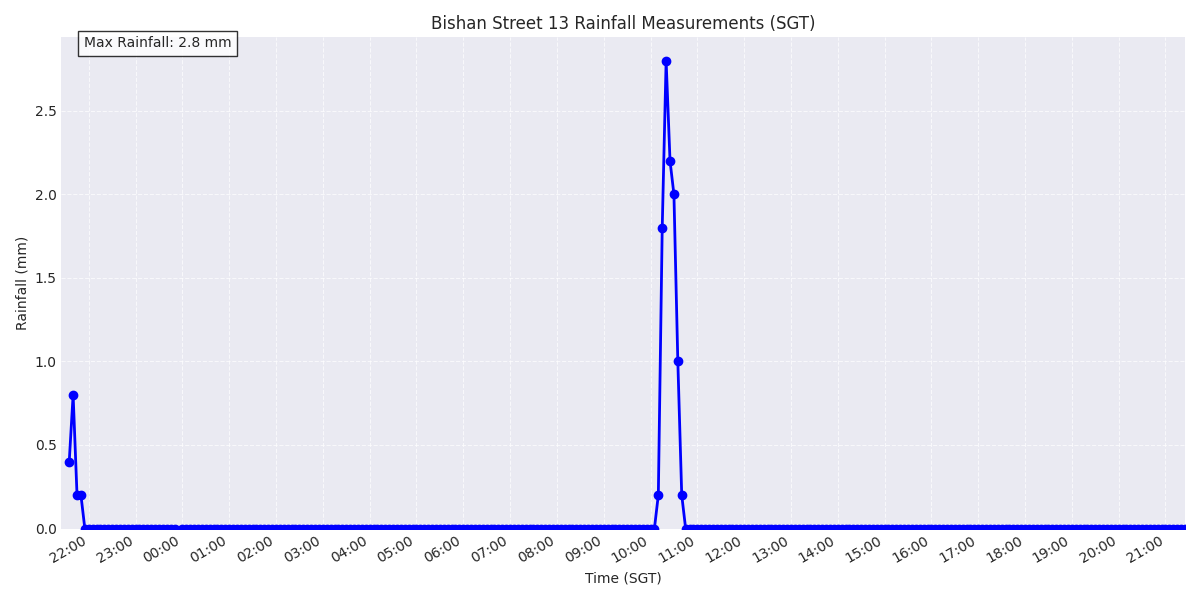 Bishan Street 13 Rainfall Measurements (SGT)
Max Rainfall: 2.8 mm
2.5
2.0
1.5
1.0
0.5
0.0
Rainfall (mm)
22:00 23:00 00:00 01:00 02:00 03:00 04:00 05:00 06:00 07:00 08:00 09:00 10:00 11:00 12:00 13:00 14:00 15:00 16:00 17:00 18:00 19:00 20:00 21:00
Time (SGT)